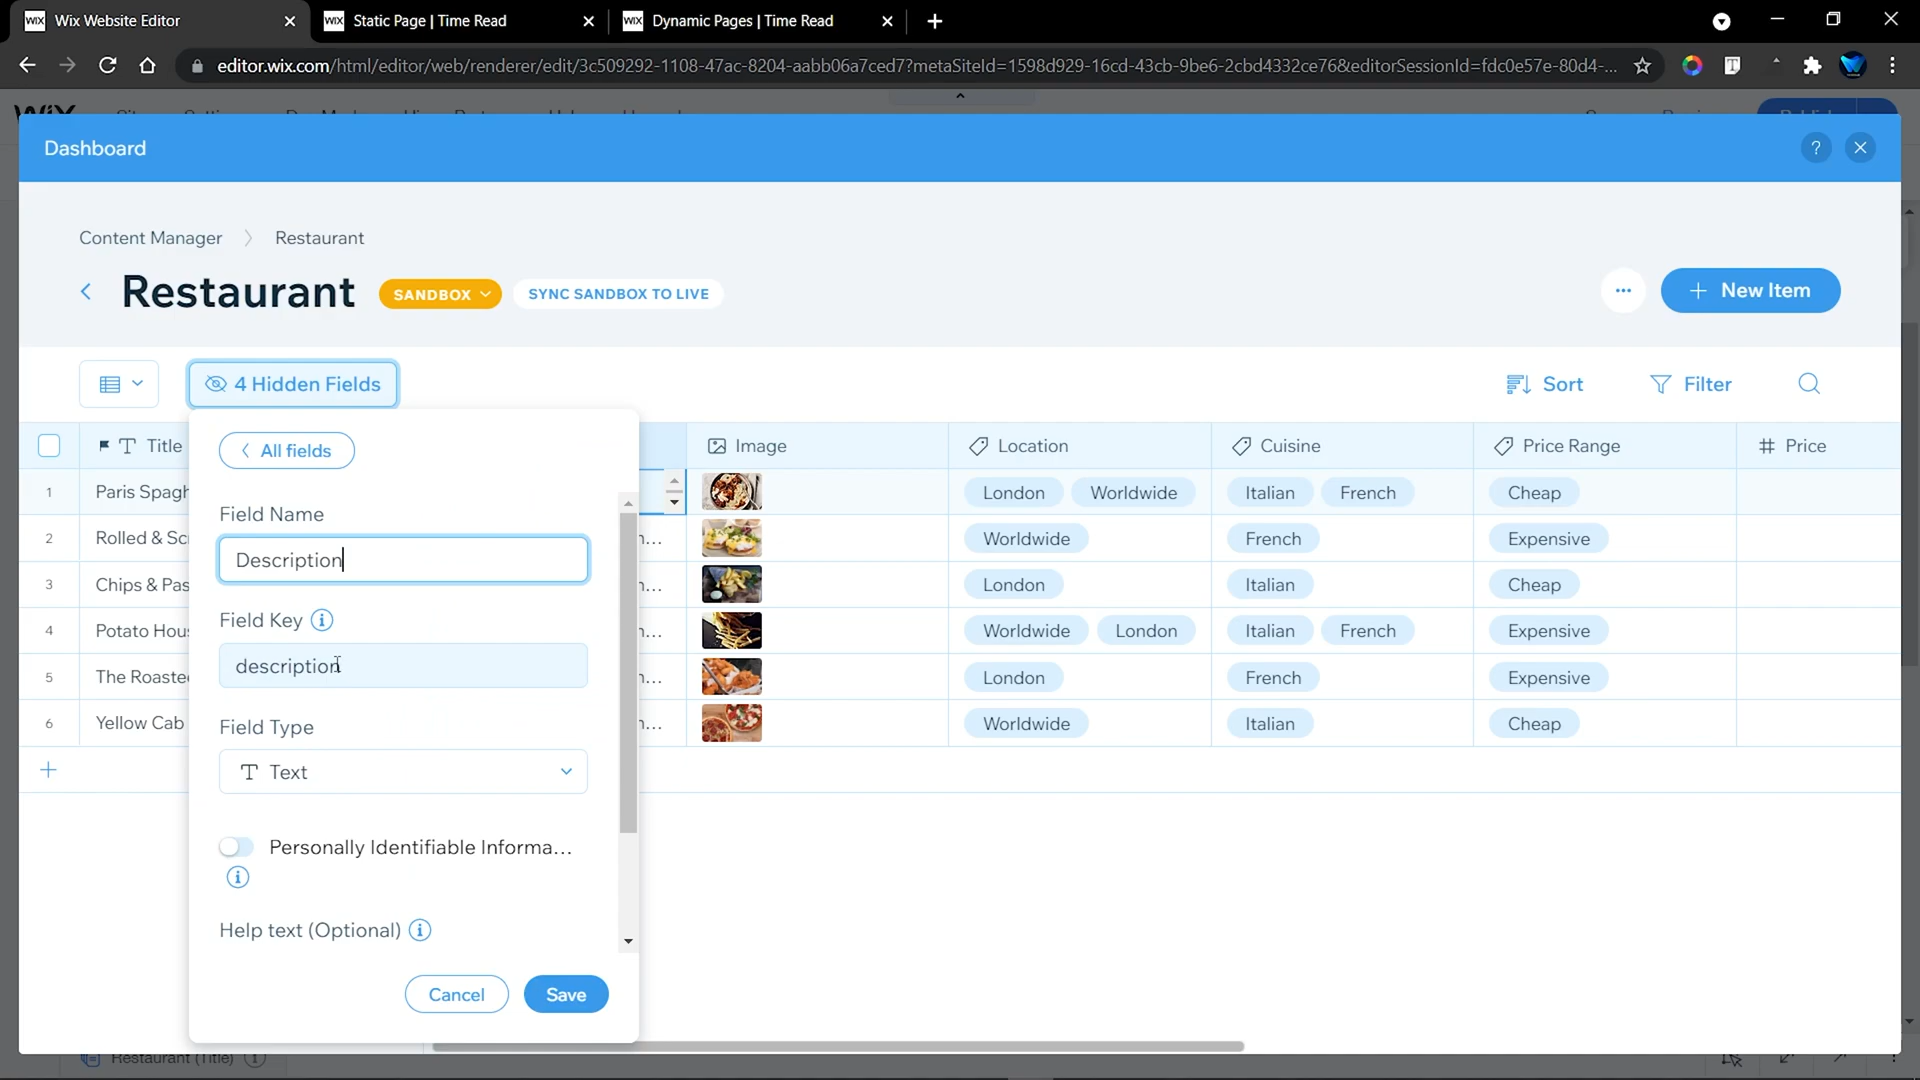 WiX Wix Website Editor
WiX Static Page | Time Read
WiX Dynamic Pages | Time Read
editor.wix.com/html/editor/web/renderer/edit/3c509292-1108-47ac-8204-aabb06a7ced7?metaSiteId=1598d929-16cd-43cb-9be6-2cbd4332ce76&editorSessionId=fdc0e57e-80d4-...
Dashboard
?
Content Manager > Restaurant
Restaurant
SANDBOX
SYNC SANDBOX TO LIVE
... + New Item
4 Hidden Fields
Sort
Filter
T Title
Image
Location
Cuisine
Price Range
# Price
1 Paris Spagh
London Worldwide
Italian French
Cheap
2 Rolled & Sc
Worldwide
French
Expensive
3 Chips & Pas
London
Italian
Cheap
4 Potato Hou
Worldwide London
Italian French
Expensive
5 The Roaste
London
French
Expensive
6 Yellow Cab
Worldwide
Italian
Cheap
+
< All fields
Field Name
Description
Field Key
description
Field Type
T Text
Personally Identifiable Informa...
Help text (Optional)
Cancel
Save
Restaurant (Title)